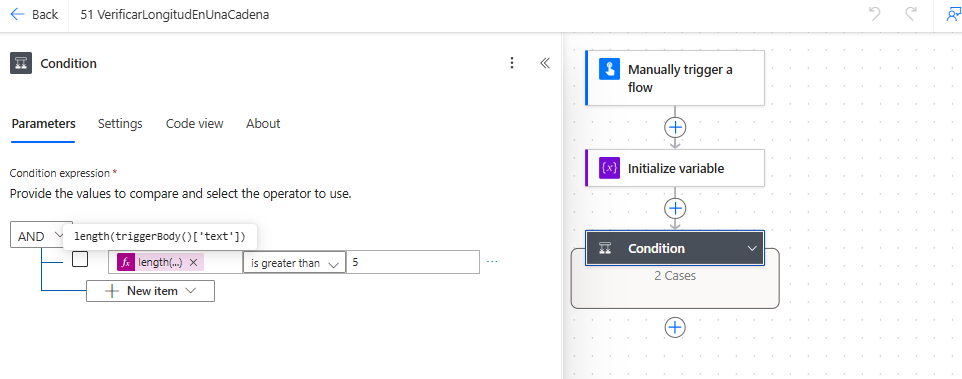 Back
51 VerificarLongitudEnUnaCadena
Condition
Parameters
Settings
Code view
About
Condition expression *
Provide the values to compare and select the operator to use.
AND
length(triggerBody()['text'])
fx length(...) ×
is greater than
5
...
New item
Manually trigger a
flow
{x} Initialize variable
Condition
2 Cases